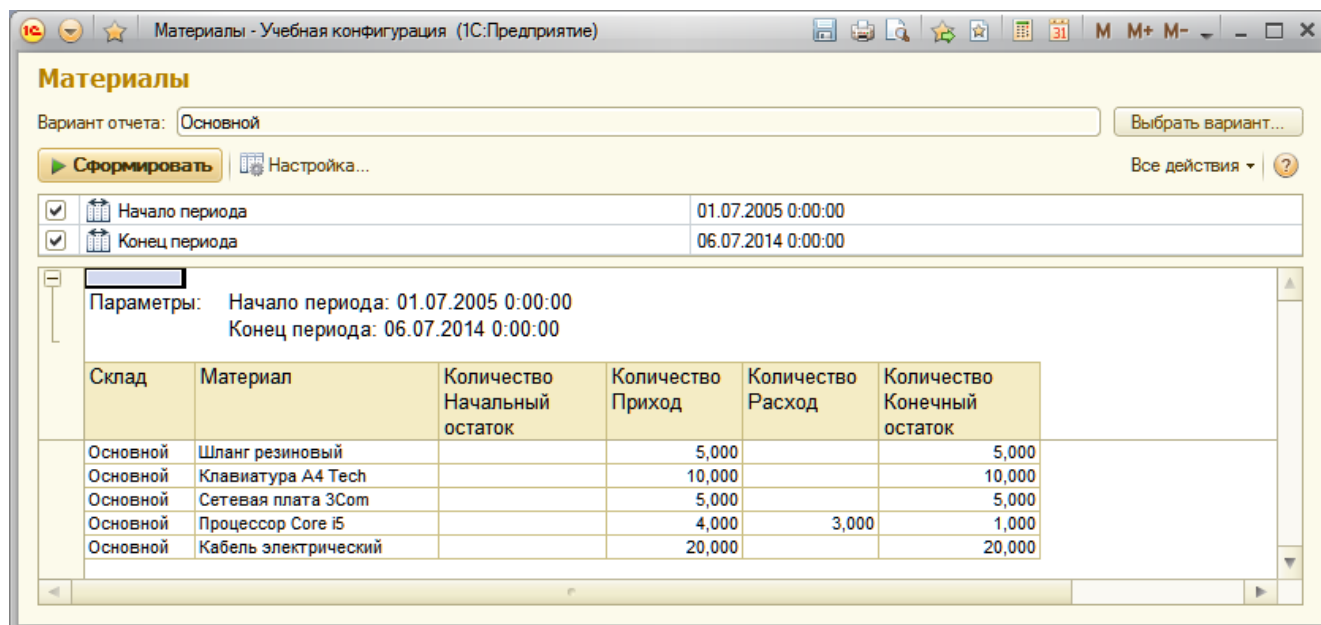 1С Материалы - Учебная конфигурация (1С:Предприятие) 31 M M+ M-
Материалы
Вариант отчета: Основной Выбрать вариант...
Сформировать Настройка... Все действия ?
Начало периода 01.07.2005 0:00:00
Конец периода 06.07.2014 0:00:00
Параметры: Начало периода: 01.07.2005 0:00:00
Конец периода: 06.07.2014 0:00:00
Склад Материал Количество Количество Количество Количество
Начальный Приход Расход Конечный
остаток остаток
Основной Шланг резиновый 5,000 5,000
Основной Клавиатура A4 Tech 10,000 10,000
Основной Сетевая плата 3Com 5,000 5,000
Основной Процессор Core i5 4,000 3,000 1,000
Основной Кабель электрический 20,000 20,000